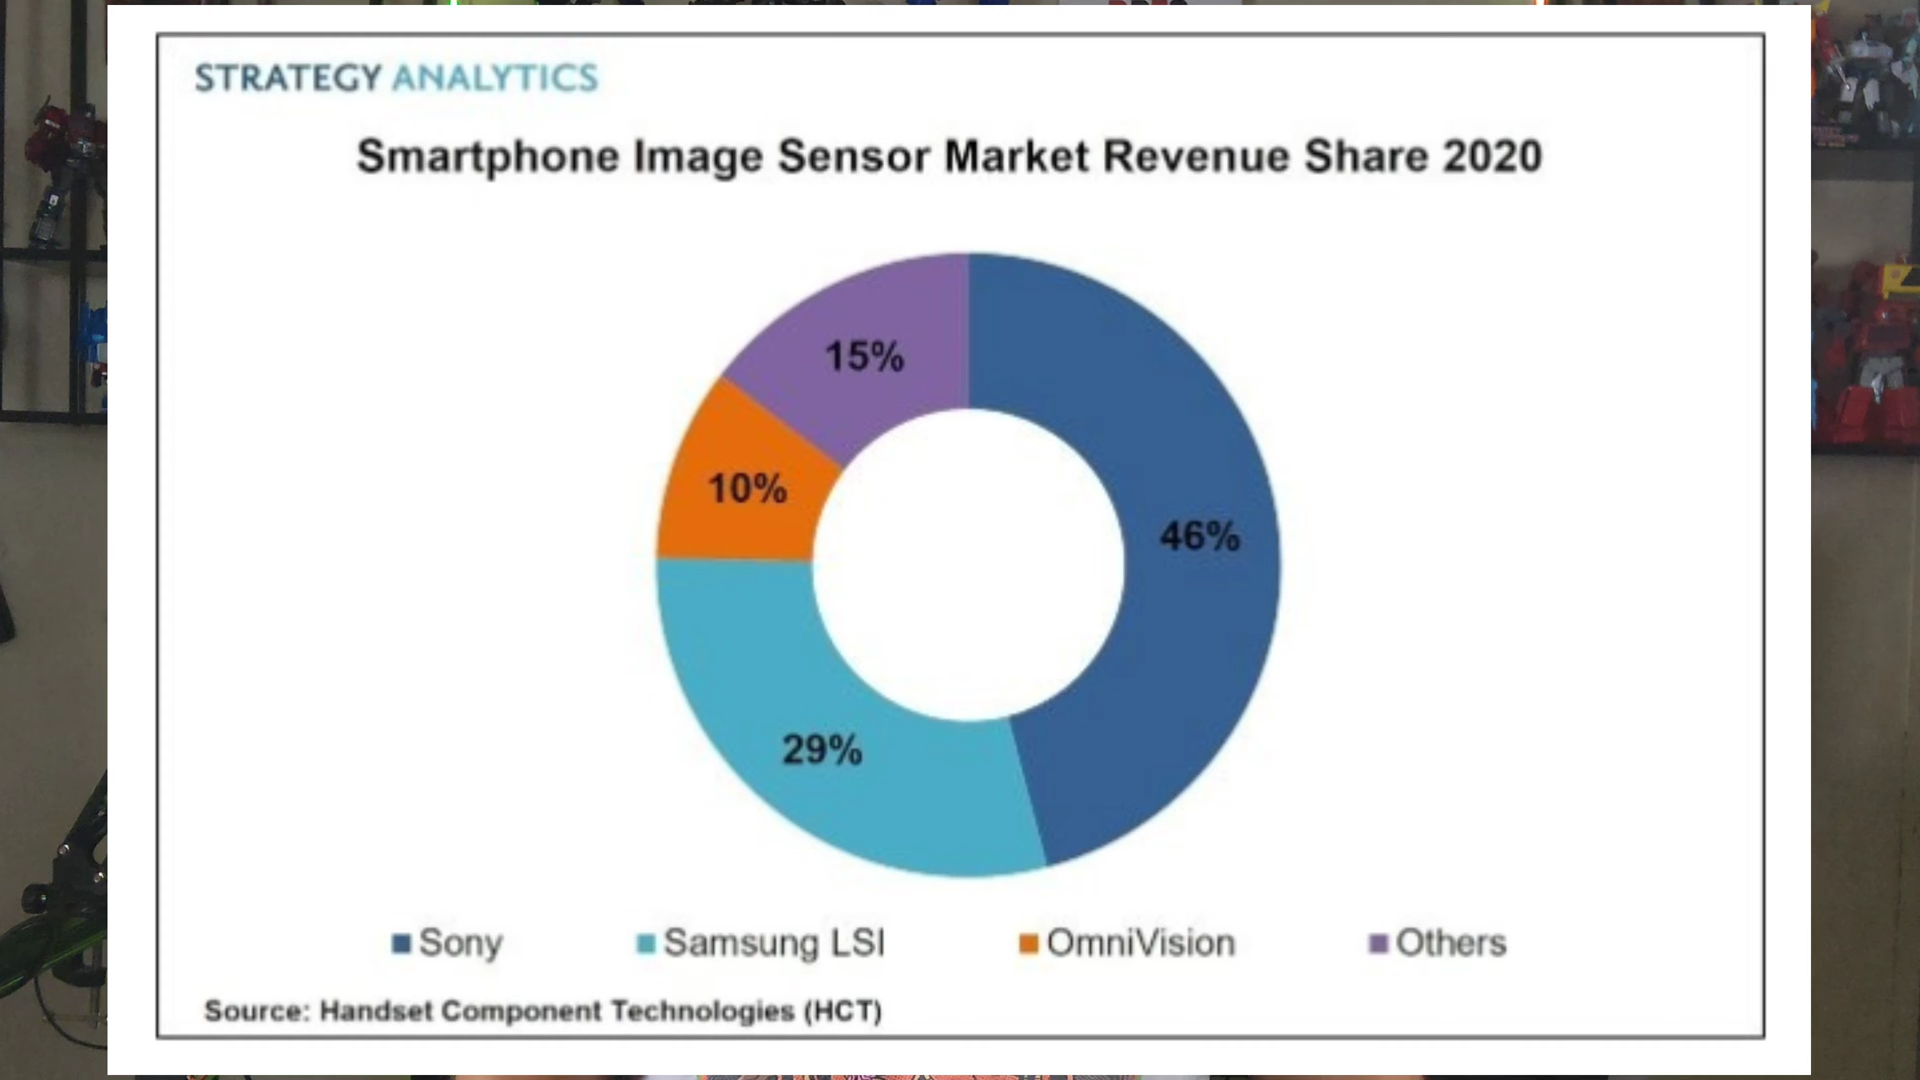 STRATEGY ANALYTICS
Smartphone Image Sensor Market Revenue Share 2020
15%
10%
46%
29%
Sony
Samsung LSI
OmniVision
Others
Source: Handset Component Technologies (HCT)